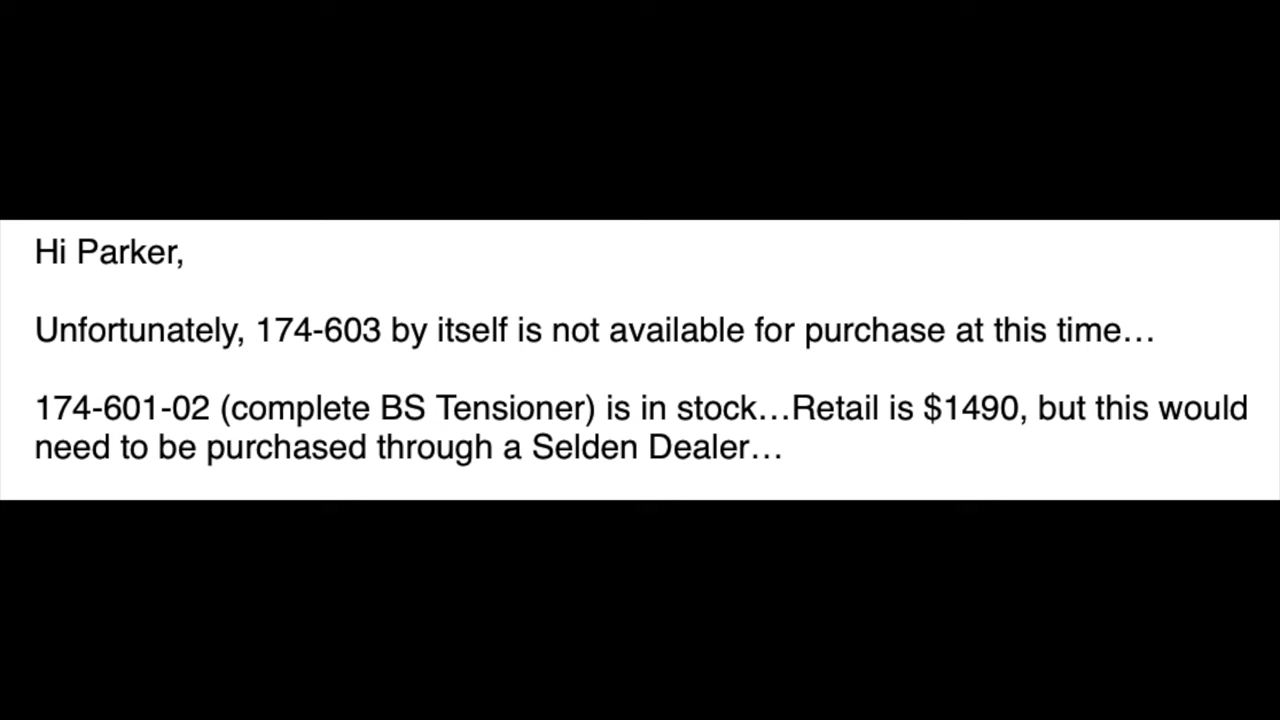 Hi Parker,
Unfortunately, 174-603 by itself is not available for purchase at this time…
174-601-02 (complete BS Tensioner) is in stock…Retail is $1490, but this would
need to be purchased through a Selden Dealer…